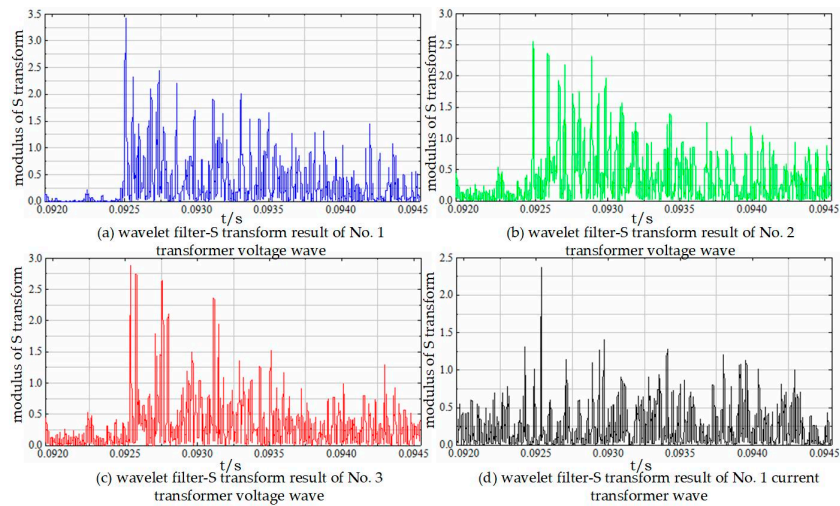 3.5
3.0
2.5
2.0
1.5
1.0
0.5
0.0
modulus of S transform
0.0920 0.0925 0.0930 0.0935 0.0940 0.0945
t/s
(a) wavelet filter-S transform result of No. 1
transformer voltage wave
3.0
2.5
2.0
1.5
1.0
0.5
0.0
modulus of S transform
0.0920 0.0925 0.0930 0.0935 0.0940 0.0945
t/s
(b) wavelet filter-S transform result of No. 2
transformer voltage wave
3.0
2.5
2.0
1.5
1.0
0.5
0.0
modulus of S transform
0.0920 0.0925 0.0930 0.0935 0.0940 0.0945
t/s
(c) wavelet filter-S transform result of No. 3
transformer voltage wave
2.5
2.0
1.5
1.0
0.5
0.0
modulus of S transform
0.0920 0.0925 0.0930 0.0935 0.0940 0.0945
t/s
(d) wavelet filter-S transform result of No. 1 current
transformer wave